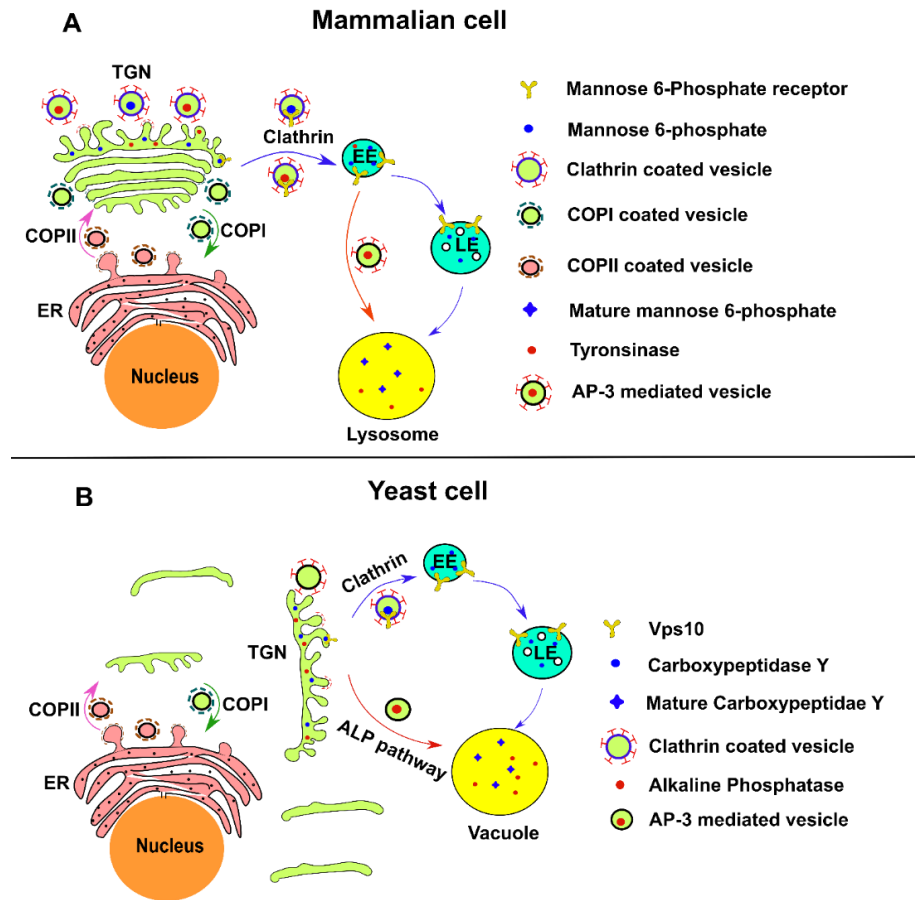 A
Mammalian cell
TGN
Clathrin
EE
LE
COPII
COPI
ER
Nucleus
Lysosome
Mannose 6-Phosphate receptor
Mannose 6-phosphate
Clathrin coated vesicle
COPI coated vesicle
COPII coated vesicle
Mature mannose 6-phosphate
Tyronsinase
AP-3 mediated vesicle
B
Yeast cell
Clathrin
EE
LE
TGN
COPII
COPI
ALP pathway
ER
Nucleus
Vacuole
Vps10
Carboxypeptidase Y
Mature Carboxypeptidae Y
Clathrin coated vesicle
Alkaline Phosphatase
AP-3 mediated vesicle